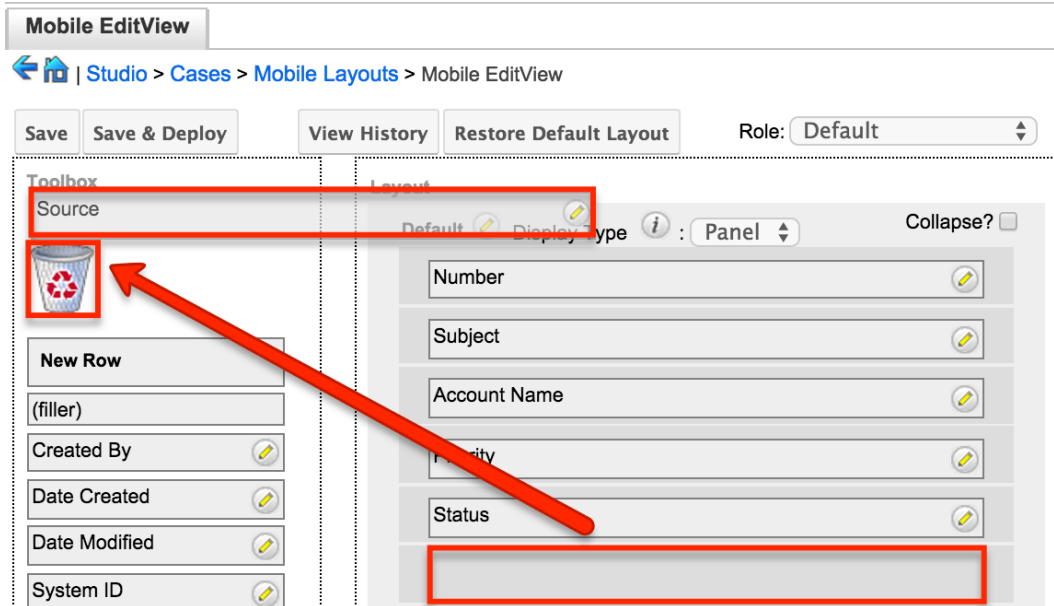 Mobile EditView
| Studio > Cases > Mobile Layouts > Mobile EditView
Save
Save & Deploy
View History
Restore Default Layout
Role: Default
Toolbox
Source
New Row
(filler)
Created By
Date Created
Date Modified
System ID
Layout
Default
Display Type i : Panel
Collapse?
Number
Subject
Account Name
Priority
Status